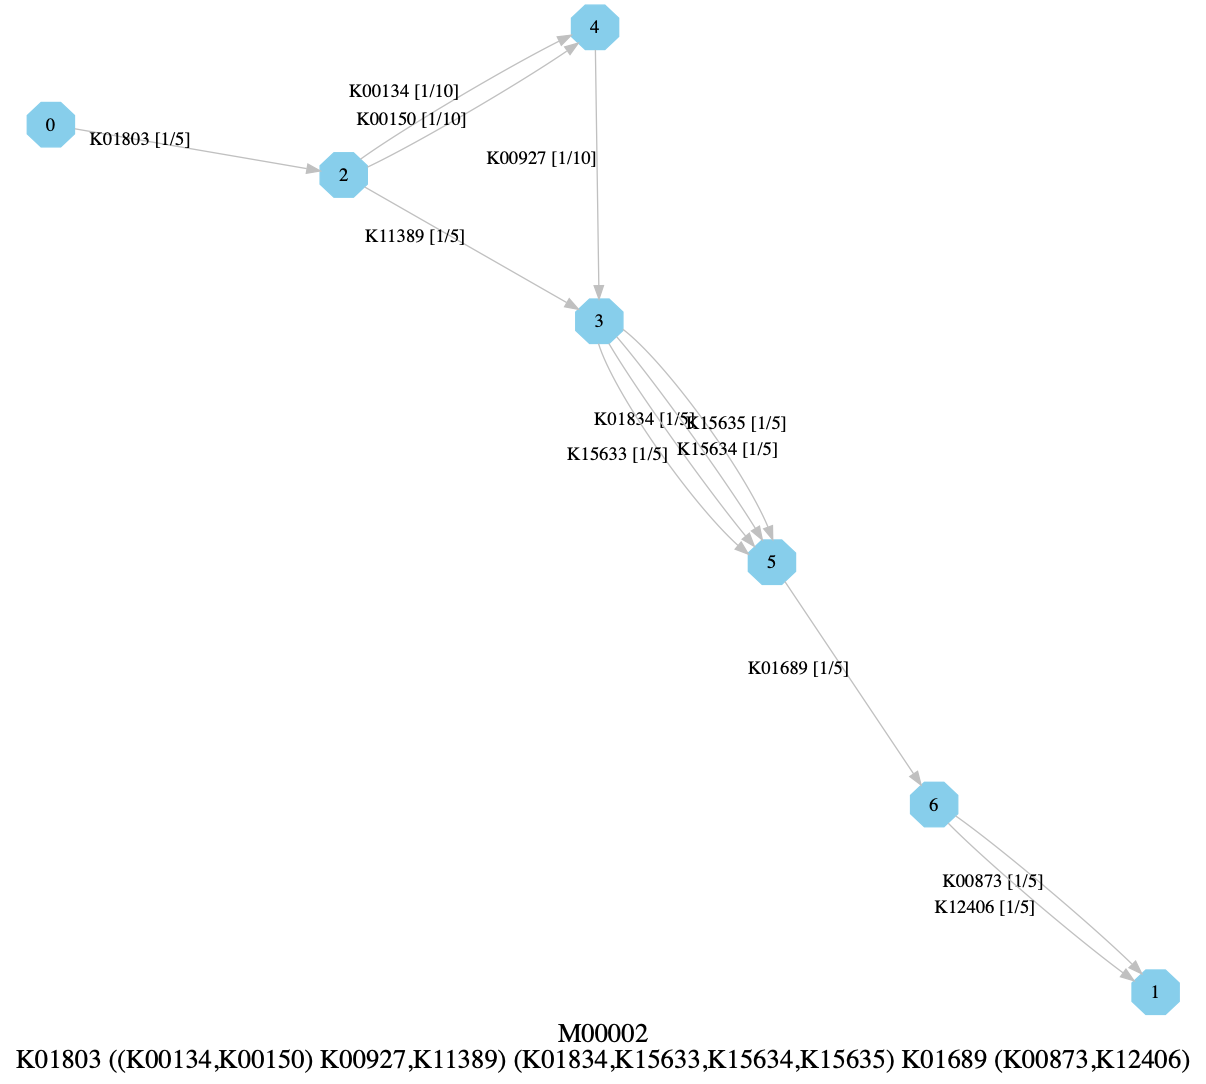 4
K00134 [1/10]
K00150 [1/10]
0
K01803 [1/5]
K00927 [1/10]
2
K11389 [1/5]
3
K01834 [1/5]
K15635 [1/5]
K15634 [1/5]
K15633 [1/5]
5
K01689 [1/5]
6
K00873 [1/5]
K12406 [1/5]
1
M00002
K01803 ((K00134,K00150) K00927,K11389) (K01834,K15633,K15634,K15635) K01689 (K00873,K12406)